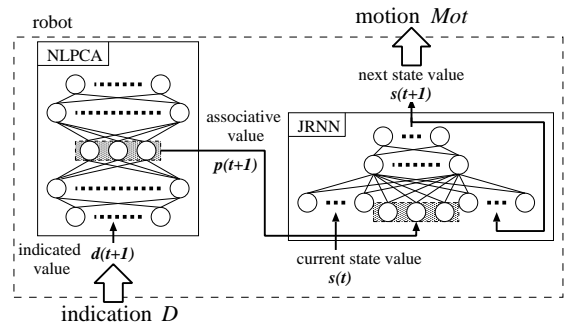 motion Mot
robot
NLPCA
next state value
s(t+1)
associative
value
p(t+1)
JRNN
indicated
value
d(t+1)
current state value
s(t)
indication D